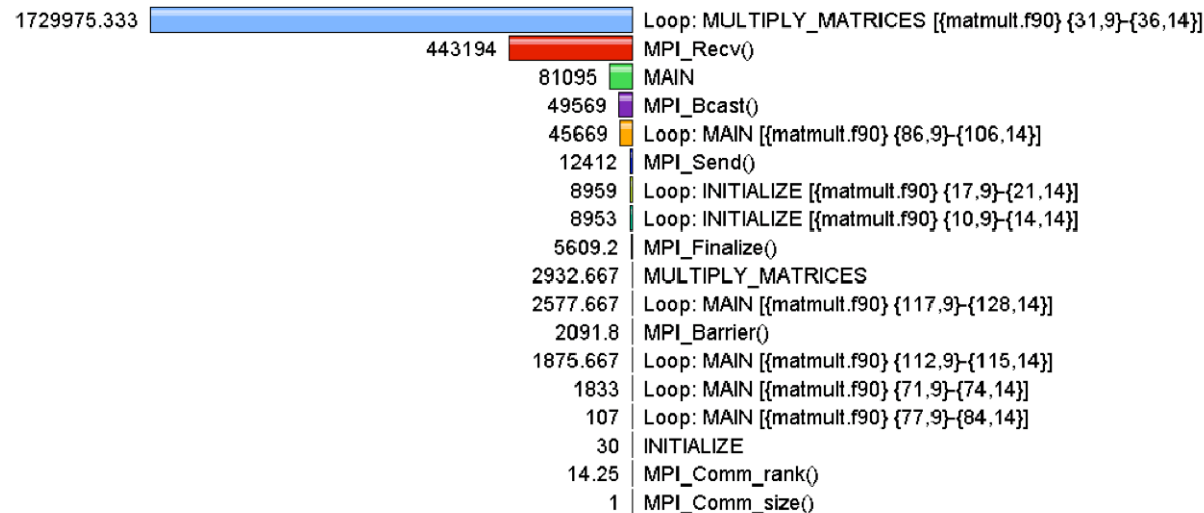 1729975.333 Loop: MULTIPLY_MATRICES [{matmult.f90} {31,9}-{36,14}]
443194 MPI_Recv()
81095 MAIN
49569 MPI_Bcast()
45669 Loop: MAIN [{matmult.f90} {86,9}-{106,14}]
12412 MPI_Send()
8959 Loop: INITIALIZE [{matmult.f90} {17,9}-{21,14}]
8953 Loop: INITIALIZE [{matmult.f90} {10,9}-{14,14}]
5609.2 MPI_Finalize()
2932.667 MULTIPLY_MATRICES
2577.667 Loop: MAIN [{matmult.f90} {117,9}-{128,14}]
2091.8 MPI_Barrier()
1875.667 Loop: MAIN [{matmult.f90} {112,9}-{115,14}]
1833 Loop: MAIN [{matmult.f90} {71,9}-{74,14}]
107 Loop: MAIN [{matmult.f90} {77,9}-{84,14}]
30 INITIALIZE
14.25 MPI_Comm_rank()
1 MPI_Comm_size()